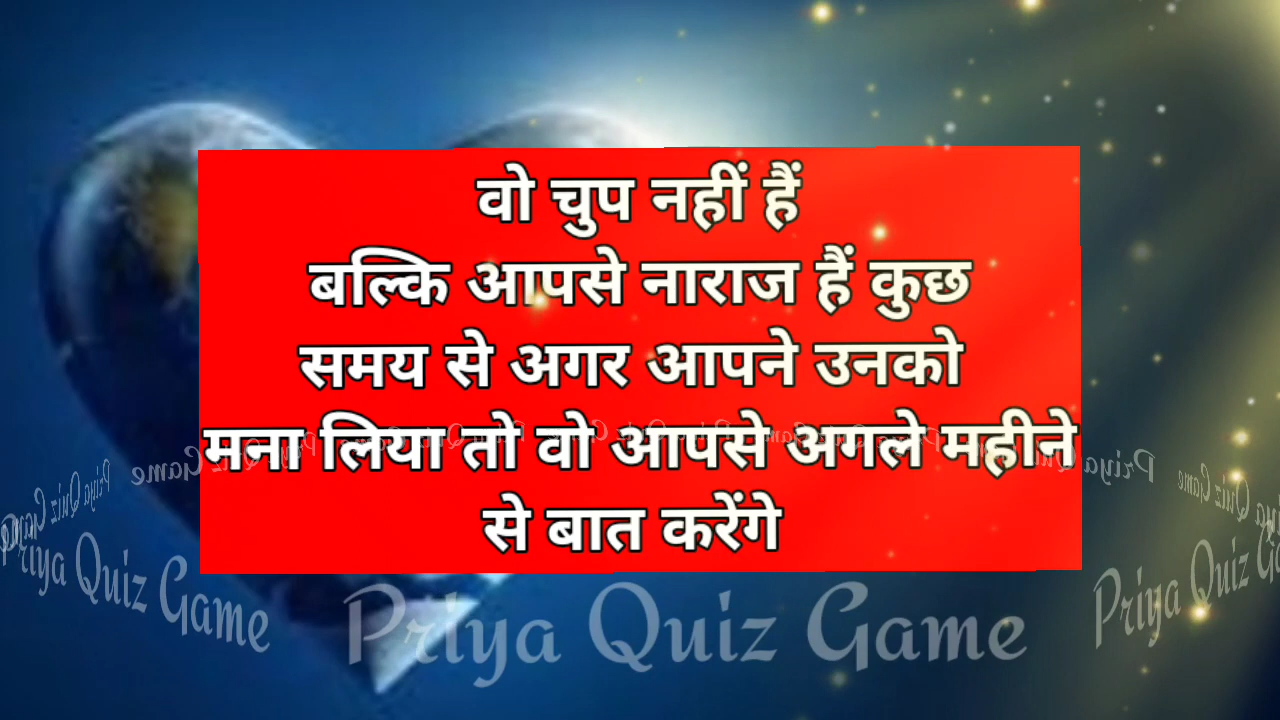 वो चुप नहीं हैं
बल्कि आपसे नाराज हैं कुछ
समय से अगर आपने उनको
मना लिया तो वो आपसे अगले महीने
से बात करेंगे
Priya Quiz Game
Priya Quiz Game
Priya Quiz